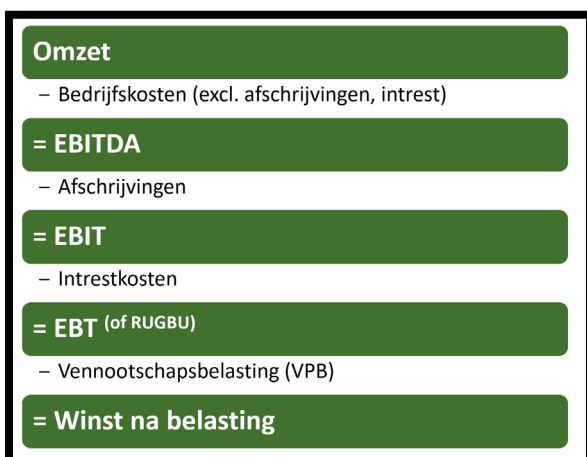 Omzet
– Bedrijfskosten (excl. afschrijvingen, intrest)
= EBITDA
– Afschrijvingen
= EBIT
– Intrestkosten
= EBT (of RUGBU)
– Vennootschapsbelasting (VPB)
= Winst na belasting